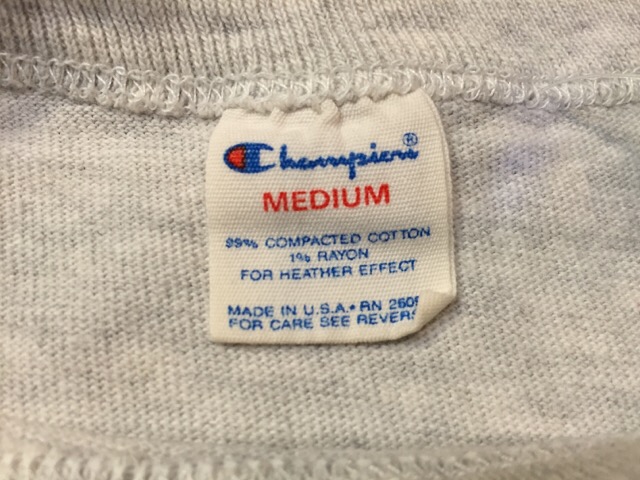 Champion®
MEDIUM
99% COMPACTED COTTON
1% RAYON
FOR HEATHER EFFECT
MADE IN U.S.A. • RN
FOR CARE SEE